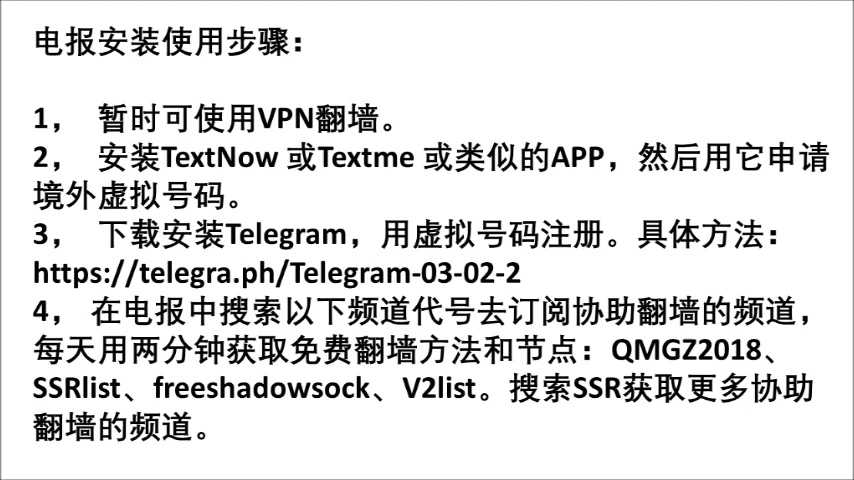 电报安装使用步骤：
1， 暂时可使用VPN翻墙。
2， 安装TextNow 或Textme 或类似的APP，然后用它申请
境外虚拟号码。
3， 下载安装Telegram，用虚拟号码注册。具体方法：
https://telegra.ph/Telegram-03-02-2
4， 在电报中搜索以下频道代号去订阅协助翻墙的频道，
每天用两分钟获取免费翻墙方法和节点：QMGZ2018、
SSRlist、freeshadowsock、V2list。搜索SSR获取更多协助
翻墙的频道。